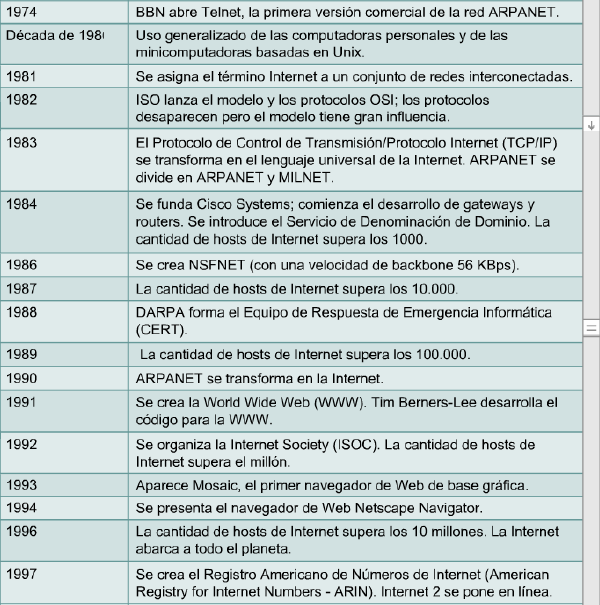 1974 BBN abre Telnet, la primera versión comercial de la red ARPANET.
Década de 198 Uso generalizado de las computadoras personales y de las
minicomputadoras basadas en Unix.
1981 Se asigna el término Internet a un conjunto de redes interconectadas.
1982 ISO lanza el modelo y los protocolos OSI; los protocolos
desaparecen pero el modelo tiene gran influencia.
1983 El Protocolo de Control de Transmisión/Protocolo Internet (TCP/IP)
se transforma en el lenguaje universal de la Internet. ARPANET se
divide en ARPANET y MILNET.
1984 Se funda Cisco Systems; comienza el desarrollo de gateways y
routers. Se introduce el Servicio de Denominación de Dominio. La
cantidad de hosts de Internet supera los 1000.
1986 Se crea NSFNET (con una velocidad de backbone 56 KBps).
1987 La cantidad de hosts de Internet supera los 10.000.
1988 DARPA forma el Equipo de Respuesta de Emergencia Informática
(CERT).
1989 La cantidad de hosts de Internet supera los 100.000.
1990 ARPANET se transforma en la Internet.
1991 Se crea la World Wide Web (WWW). Tim Berners-Lee desarrolla el
código para la WWW.
1992 Se organiza la Internet Society (ISOC). La cantidad de hosts de
Internet supera el millón.
1993 Aparece Mosaic, el primer navegador de Web de base gráfica.
1994 Se presenta el navegador de Web Netscape Navigator.
1996 La cantidad de hosts de Internet supera los 10 millones. La Internet
abarca a todo el planeta.
1997 Se crea el Registro Americano de Números de Internet (American
Registry for Internet Numbers - ARIN). Internet 2 se pone en línea.